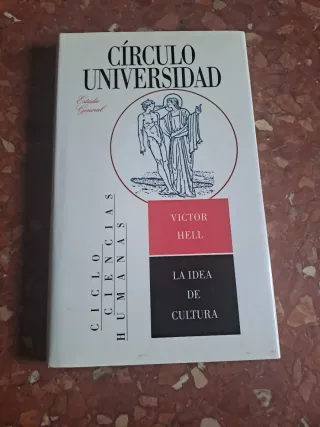 CÍRCULO
UNIVERSIDAD
Estudio
General
CICLO
CIENCIAS
HUMANAS
VICTOR
HELL
LA IDEA
DE
CULTURA